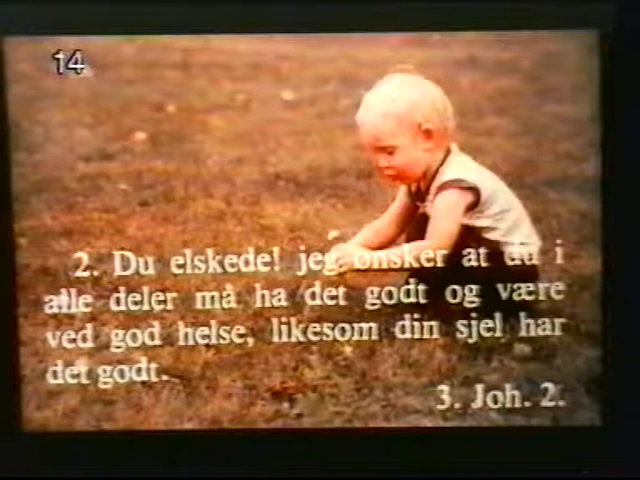 14
2. Du elskede! jeg ønsker at du i
alle deler må ha det godt og være
ved god helse, likesom din sjel har
det godt.
3. Joh. 2.